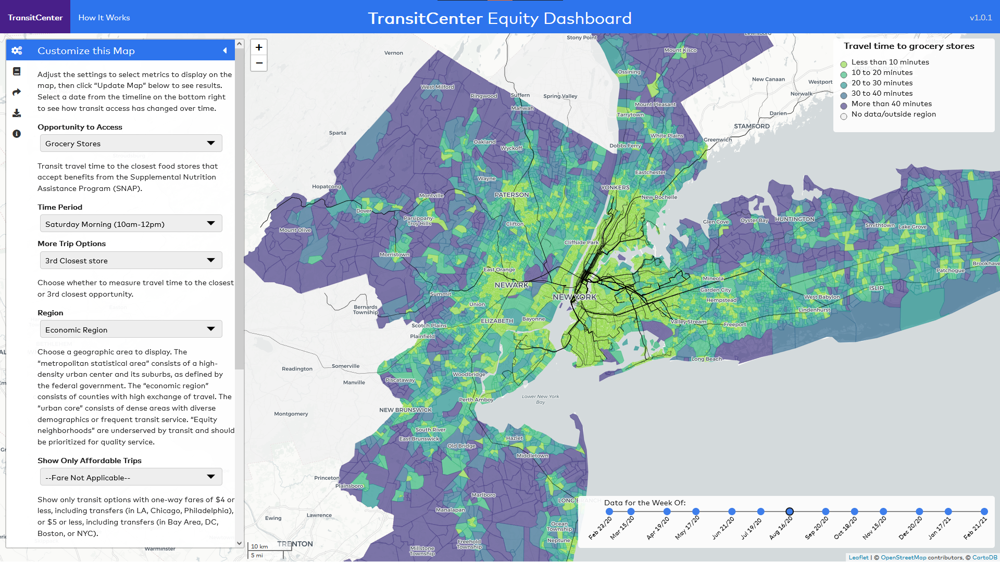 TransitCenter
How It Works
TransitCenter Equity Dashboard
v1.0.1
Customize this Map
Adjust the settings to select metrics to display on the
map, then click “Update Map” below to see results.
Select a date from the timeline on the bottom right
to see how transit access has changed over time.
Opportunity to Access
Grocery Stores
Transit travel time to the closest food stores that
accept benefits from the Supplemental Nutrition
Assistance Program (SNAP).
Time Period
Saturday Morning (10am-12pm)
More Trip Options
3rd Closest store
Choose whether to measure travel time to the closest
or 3rd closest opportunity.
Region
Economic Region
Choose a geographic area to display. The
“metropolitan statistical area” consists of a high-
density urban center and its suburbs, as defined by
the federal government. The “economic region”
consists of counties with high exchange of travel. The
“urban core” consists of dense areas with diverse
demographics or frequent transit service. “Equity
neighborhoods” are underserved by transit and should
be prioritized for quality service.
Show Only Affordable Trips
--Fare Not Applicable--
Show only transit options with one-way fares of $4 or
less, including transfers (in LA, Chicago, Philadelphia),
or $5 or less, including transfers (in Bay Area, DC,
Boston, or NYC).
+
−
Travel time to grocery stores
Less than 10 minutes
10 to 20 minutes
20 to 30 minutes
30 to 40 minutes
More than 40 minutes
No data/outside region
Stony Point
Vernon
Mount Kisco
Ossining
New Canaan
Westport
West Milford
Ringwood
Suffern
Spring Valley
Norwalk
Mahwah
Mount Pleasant
Tarrytown
Darien
STAMFORD
Sparta
White Plains
Greenwich
Oakland
Wyckoff
Dobbs Ferry
Eastchester
Wayne
Hopatcong
YONKERS
PATERSON
Montville
New Rochelle
Dover
Parsippany-
Troy Hills
Glen Cove
Oyster Bay
HUNTINGTON
Smithtown
Lake Grove
Mount Olive
Clifton
Cliffside Park
Morristown
Brookhave
East Orange
Patchogue
Mineola
NEWARK
Garden City
ISLIP
Summit
NEW YORK
Hempstead
West Babylon
Bernards
Township
Union
Lindenhurst
ELIZABETH
Bayonne
Valley Stream
Freeport
Scotch Plains
Plainfield
Long Beach
Readington
Somerville
Woodbridge
Manville
Piscataway
Perth Amboy
Lower New York
Bay
NEW BRUNSWICK
Montgomery
South River
East Brunswick
Hazlet
Old Bridge
Middletown
Princeton
Plainsboro
Marlboro
LONG BRANCH
Manalapan
Lawrence
Ewing
Ocean
Township
Neptune
Freehold
Township
TRENTON
Millstone
Township
Warminster
10 km
5 mi
Data for the Week Of:
Feb 23/20
Mar 15/20
Apr 19/20
May 17/20
Jun 21/20
Jul 19/20
Aug 16/20
Sep 20/20
Oct 18/20
Nov 15/20
Dec 20/20
Jan 17/21
Feb 21/21
Leaflet | © OpenStreetMap contributors, © CartoDB